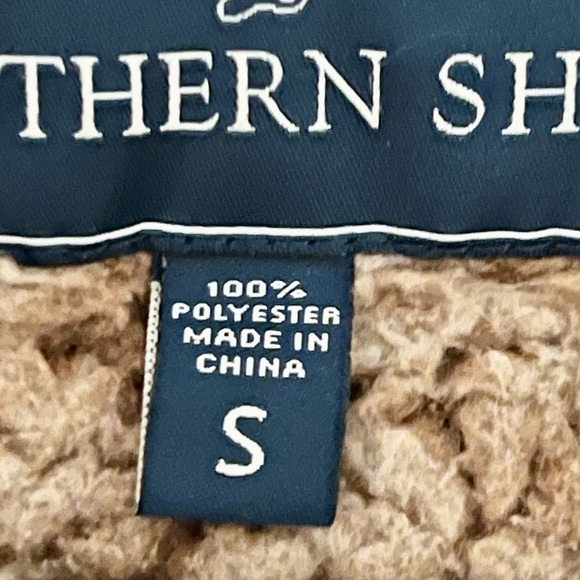 THERN SH
100%
POLYESTER
MADE IN
CHINA
S